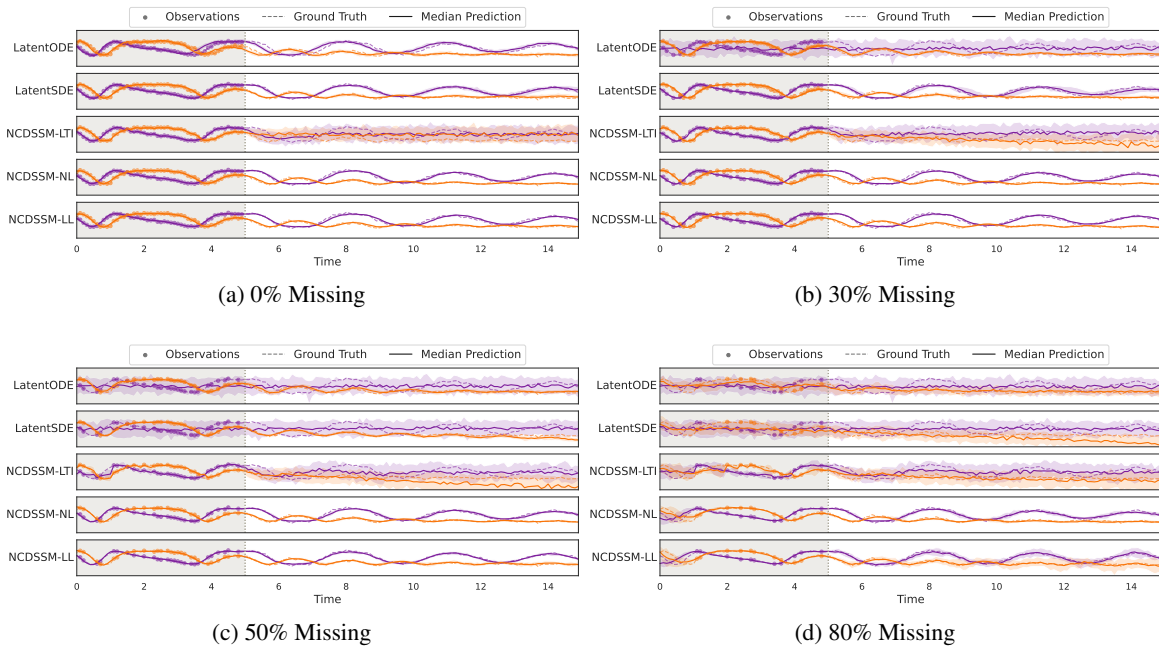 Observations Ground Truth Median Prediction
LatentODE
LatentSDE
NCDSSM-LTI
NCDSSM-NL
NCDSSM-LL
0 2 4 6 8 10 12 14
Time
(a) 0% Missing
Observations Ground Truth Median Prediction
LatentODE
LatentSDE
NCDSSM-LTI
NCDSSM-NL
NCDSSM-LL
0 2 4 6 8 10 12 14
Time
(b) 30% Missing
Observations Ground Truth Median Prediction
LatentODE
LatentSDE
NCDSSM-LTI
NCDSSM-NL
NCDSSM-LL
0 2 4 6 8 10 12 14
Time
(c) 50% Missing
Observations Ground Truth Median Prediction
LatentODE
LatentSDE
NCDSSM-LTI
NCDSSM-NL
NCDSSM-LL
0 2 4 6 8 10 12 14
Time
(d) 80% Missing